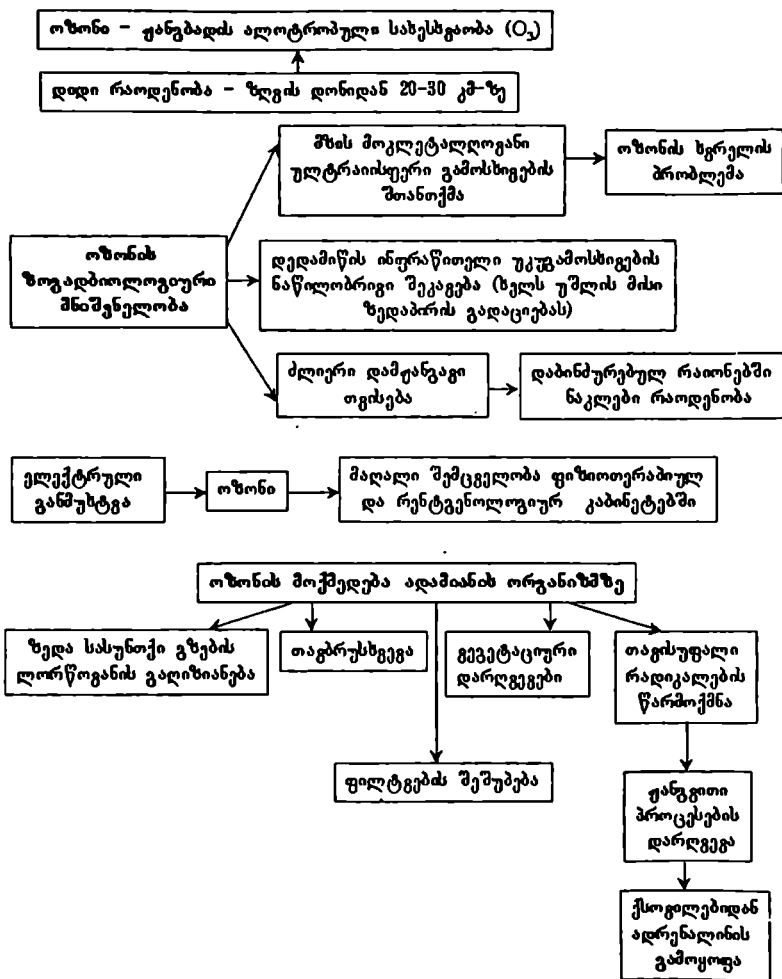 ოზონი – ჟანგბადის ალოტროპული სახესხვაობა (O₃)
დიდი რაოდენობა – ზღვის დონიდან 20-30 კმ-ზე
მზის მოკლეტალღოვანი
ულტრაიისფერი გამოსხივების
შთანთქმა
ოზონის ხვრელის
პრობლემა
ოზონის
ზოგადბიოლოგიური
მნიშვნელობა
დედამიწის ინფრაწითელი უკუგამოსხივების
ნაწილობრივი შეკავება (ხელს უშლის მისი
ზედაპირის გადაციებას)
ძლიერი დამჟანგავი
თვისება
დაბინძურებულ რაიონებში
ნაკლები რაოდენობა
ელექტრული
განმუხტვა
ოზონი
მაღალი შემცველობა ფიზიოთერაპიულ
და რენტგენოლოგიურ კაბინეტებში
ოზონის მოქმედება ადამიანის ორგანიზმზე
ზედა სასუნთქი გზების
ლორწოვანის გაღიზიანება
თავბრუსხვევა
ვეგეტაციური
დარღვევები
თავისუფალი
რადიკალების
წარმოქმნა
ფილტვების შეშუპება
ჟანგვითი
პროცესების
დარღვევა
ქსოვილებიდან
ადრენალინის
გამოყოფა